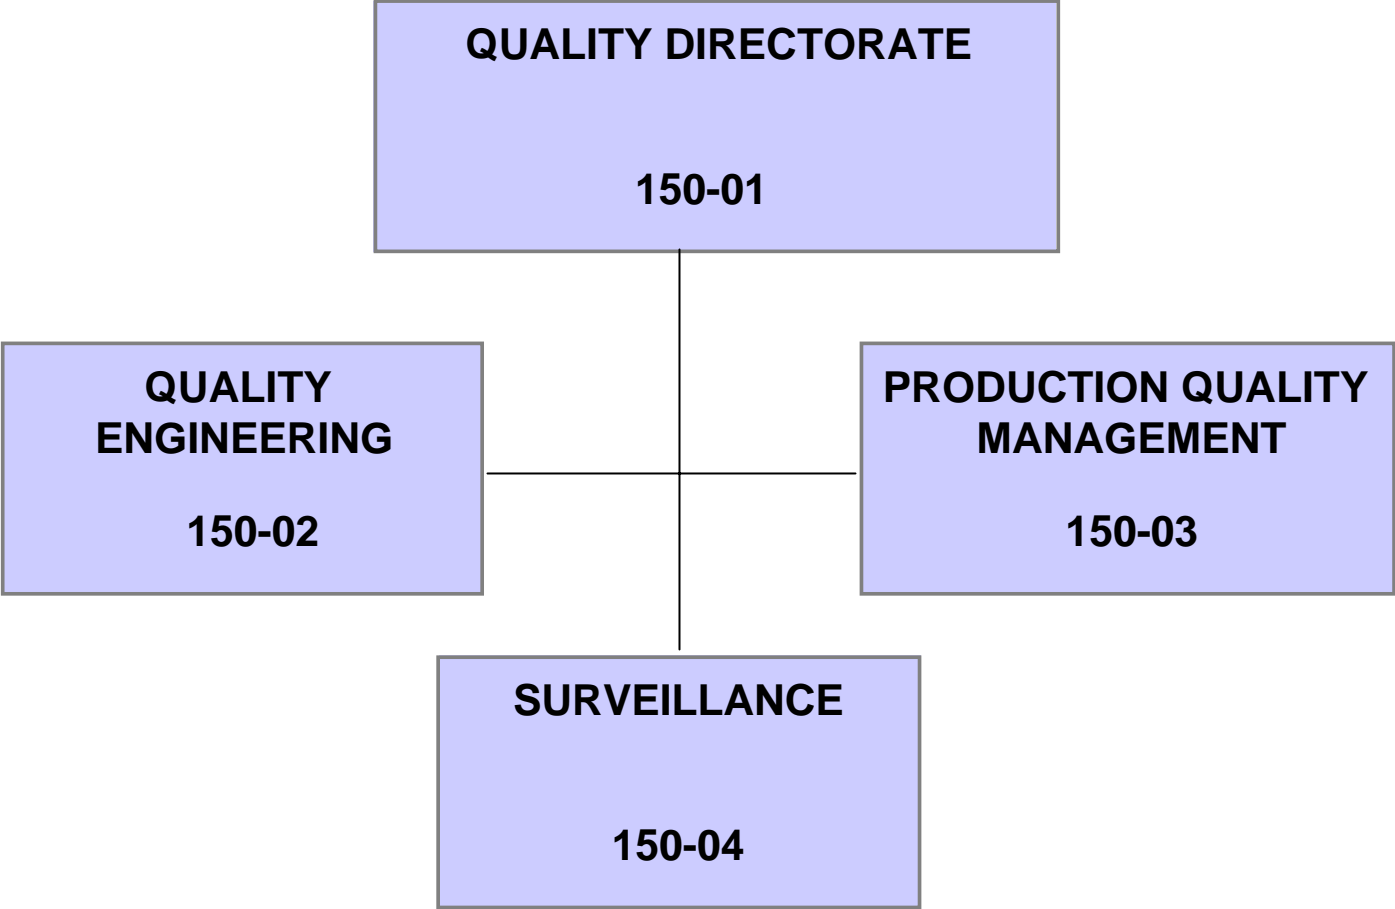 QUALITY DIRECTORATE
150-01
QUALITY
ENGINEERING
150-02
PRODUCTION QUALITY
MANAGEMENT
150-03
SURVEILLANCE
150-04